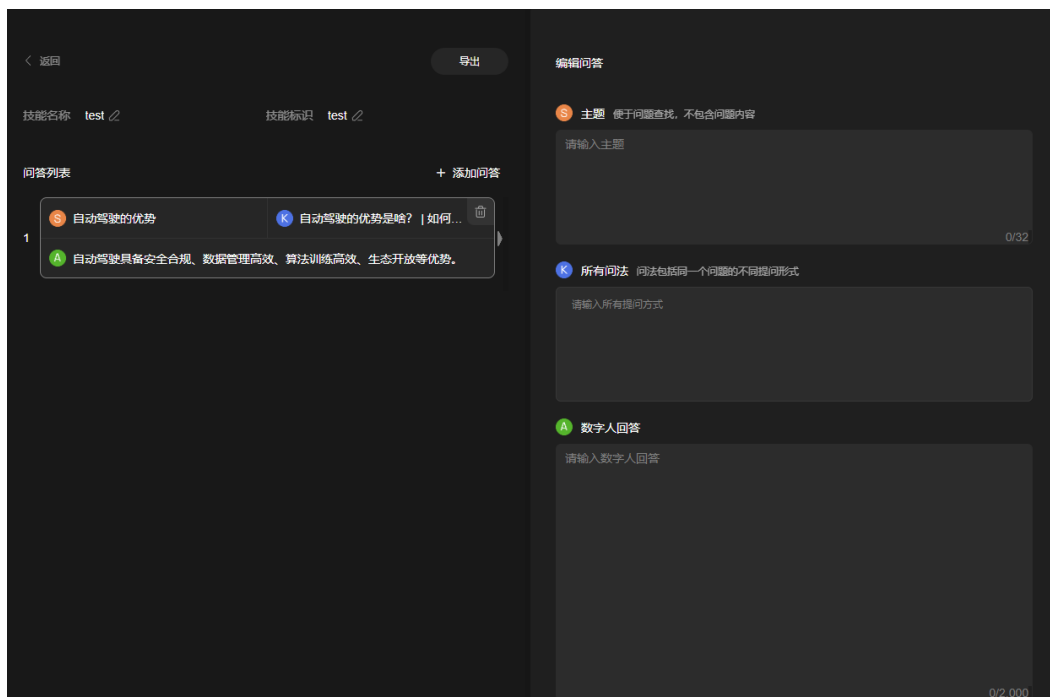 返回
导出
技能名称 test
技能标识 test
问答列表
+ 添加问答
1
S 自动驾驶的优势
K 自动驾驶的优势是啥？ | 如何...
A 自动驾驶具备安全合规、数据管理高效、算法训练高效、生态开放等优势。
编辑问答
S 主题 便于问题查找，不包含问题内容
请输入主题
0/32
K 所有问法 问法包括同一个问题的不同提问形式
请输入所有提问方式
A 数字人回答
请输入数字人回答
0/2,000